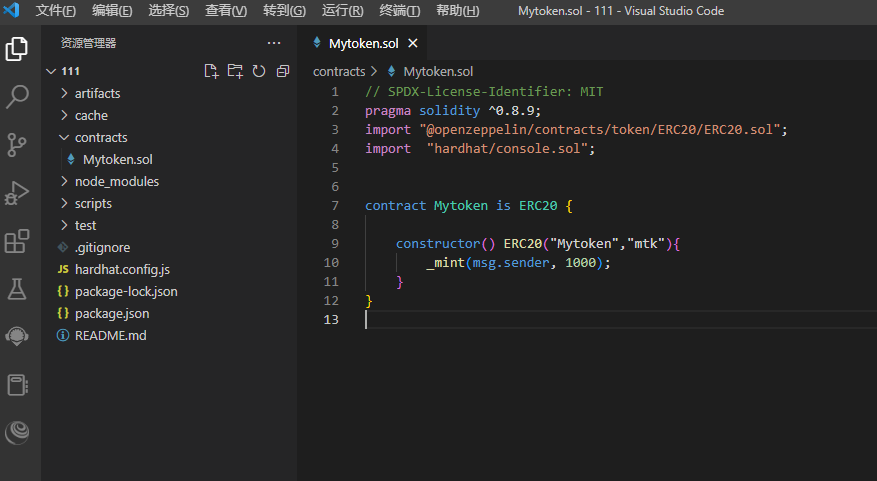 文件(F) 编辑(E) 选择(S) 查看(V) 转到(G) 运行(R) 终端(T) 帮助(H) Mytoken.sol - 111 - Visual Studio Code
资源管理器 ···
111
artifacts
cache
contracts
Mytoken.sol
node_modules
scripts
test
.gitignore
JS hardhat.config.js
{} package-lock.json
{} package.json
README.md
Mytoken.sol
contracts > Mytoken.sol
1 // SPDX-License-Identifier: MIT
2 pragma solidity ^0.8.9;
3 import "@openzeppelin/contracts/token/ERC20/ERC20.sol";
4 import  "hardhat/console.sol";
5
6
7 contract Mytoken is ERC20 {
8
9     constructor() ERC20("Mytoken","mtk"){
10         _mint(msg.sender, 1000);
11     }
12 }
13